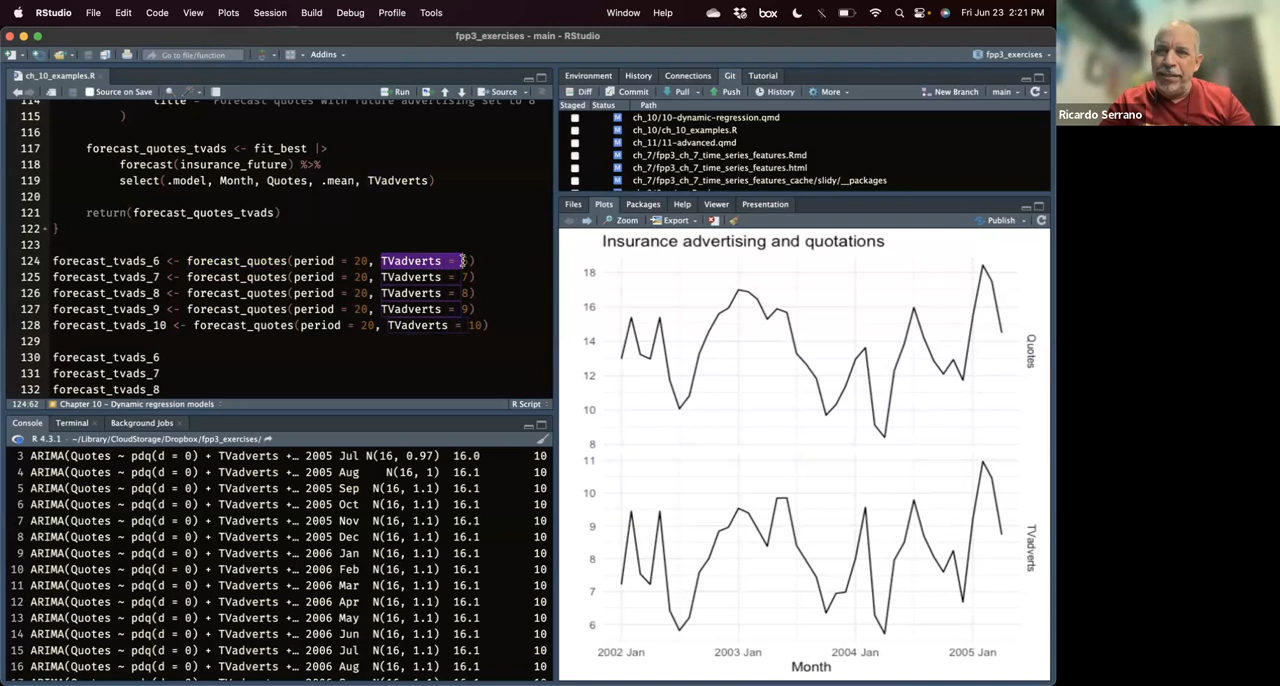 RStudio File Edit Code View Plots Session Build Debug Profile Tools Window Help box Fri Jun 23 2:21 PM
fpp3_exercises - main - RStudio
Go to file/function Addins fpp3_exercises
ch_10_examples.R
Source on Save Run Source
114 title = "Forecast quotes with future advertising set to 8"
115 )
116
117 forecast_quotes_tvads <- fit_best |>
118 forecast(insurance_future) %>%
119 select(.model, Month, Quotes, .mean, TVadverts)
120
121 return(forecast_quotes_tvads)
122 }
123
124 forecast_tvads_6 <- forecast_quotes(period = 20, TVadverts = 6)
125 forecast_tvads_7 <- forecast_quotes(period = 20, TVadverts = 7)
126 forecast_tvads_8 <- forecast_quotes(period = 20, TVadverts = 8)
127 forecast_tvads_9 <- forecast_quotes(period = 20, TVadverts = 9)
128 forecast_tvads_10 <- forecast_quotes(period = 20, TVadverts = 10)
129
130 forecast_tvads_6
131 forecast_tvads_7
132 forecast_tvads_8
124:62 Chapter 10 - Dynamic regression models R Script
Console Terminal Background Jobs
R 4.3.1 · ~/Library/CloudStorage/Dropbox/fpp3_exercises/
3 ARIMA(Quotes ~ pdq(d = 0) + TVadverts +… 2005 Jul N(16, 0.97) 16.0 10
4 ARIMA(Quotes ~ pdq(d = 0) + TVadverts +… 2005 Aug N(16, 1) 16.1 10
5 ARIMA(Quotes ~ pdq(d = 0) + TVadverts +… 2005 Sep N(16, 1.1) 16.1 10
6 ARIMA(Quotes ~ pdq(d = 0) + TVadverts +… 2005 Oct N(16, 1.1) 16.1 10
7 ARIMA(Quotes ~ pdq(d = 0) + TVadverts +… 2005 Nov N(16, 1.1) 16.1 10
8 ARIMA(Quotes ~ pdq(d = 0) + TVadverts +… 2005 Dec N(16, 1.1) 16.1 10
9 ARIMA(Quotes ~ pdq(d = 0) + TVadverts +… 2006 Jan N(16, 1.1) 16.1 10
10 ARIMA(Quotes ~ pdq(d = 0) + TVadverts +… 2006 Feb N(16, 1.1) 16.1 10
11 ARIMA(Quotes ~ pdq(d = 0) + TVadverts +… 2006 Mar N(16, 1.1) 16.1 10
12 ARIMA(Quotes ~ pdq(d = 0) + TVadverts +… 2006 Apr N(16, 1.1) 16.1 10
13 ARIMA(Quotes ~ pdq(d = 0) + TVadverts +… 2006 May N(16, 1.1) 16.1 10
14 ARIMA(Quotes ~ pdq(d = 0) + TVadverts +… 2006 Jun N(16, 1.1) 16.1 10
15 ARIMA(Quotes ~ pdq(d = 0) + TVadverts +… 2006 Jul N(16, 1.1) 16.1 10
16 ARIMA(Quotes ~ pdq(d = 0) + TVadverts +… 2006 Aug N(16, 1.1) 16.1 10
Environment History Connections Git Tutorial
Diff Commit Pull Push History More New Branch main
Staged Status Path
M ch_10/10-dynamic-regression.qmd
M ch_10/ch_10_examples.R
M ch_11/11-advanced.qmd
M ch_7/fpp3_ch_7_time_series_features.Rmd
M ch_7/fpp3_ch_7_time_series_features.html
M ch_7/fpp3_ch_7_time_series_features_cache/slidy/__packages
Files Plots Packages Help Viewer Presentation
Zoom Export Publish
Insurance advertising and quotations
18
16
14
12
10
8
Quotes
11
10
9
8
7
6
TVadverts
2002 Jan 2003 Jan 2004 Jan 2005 Jan
Month
Ricardo Serrano